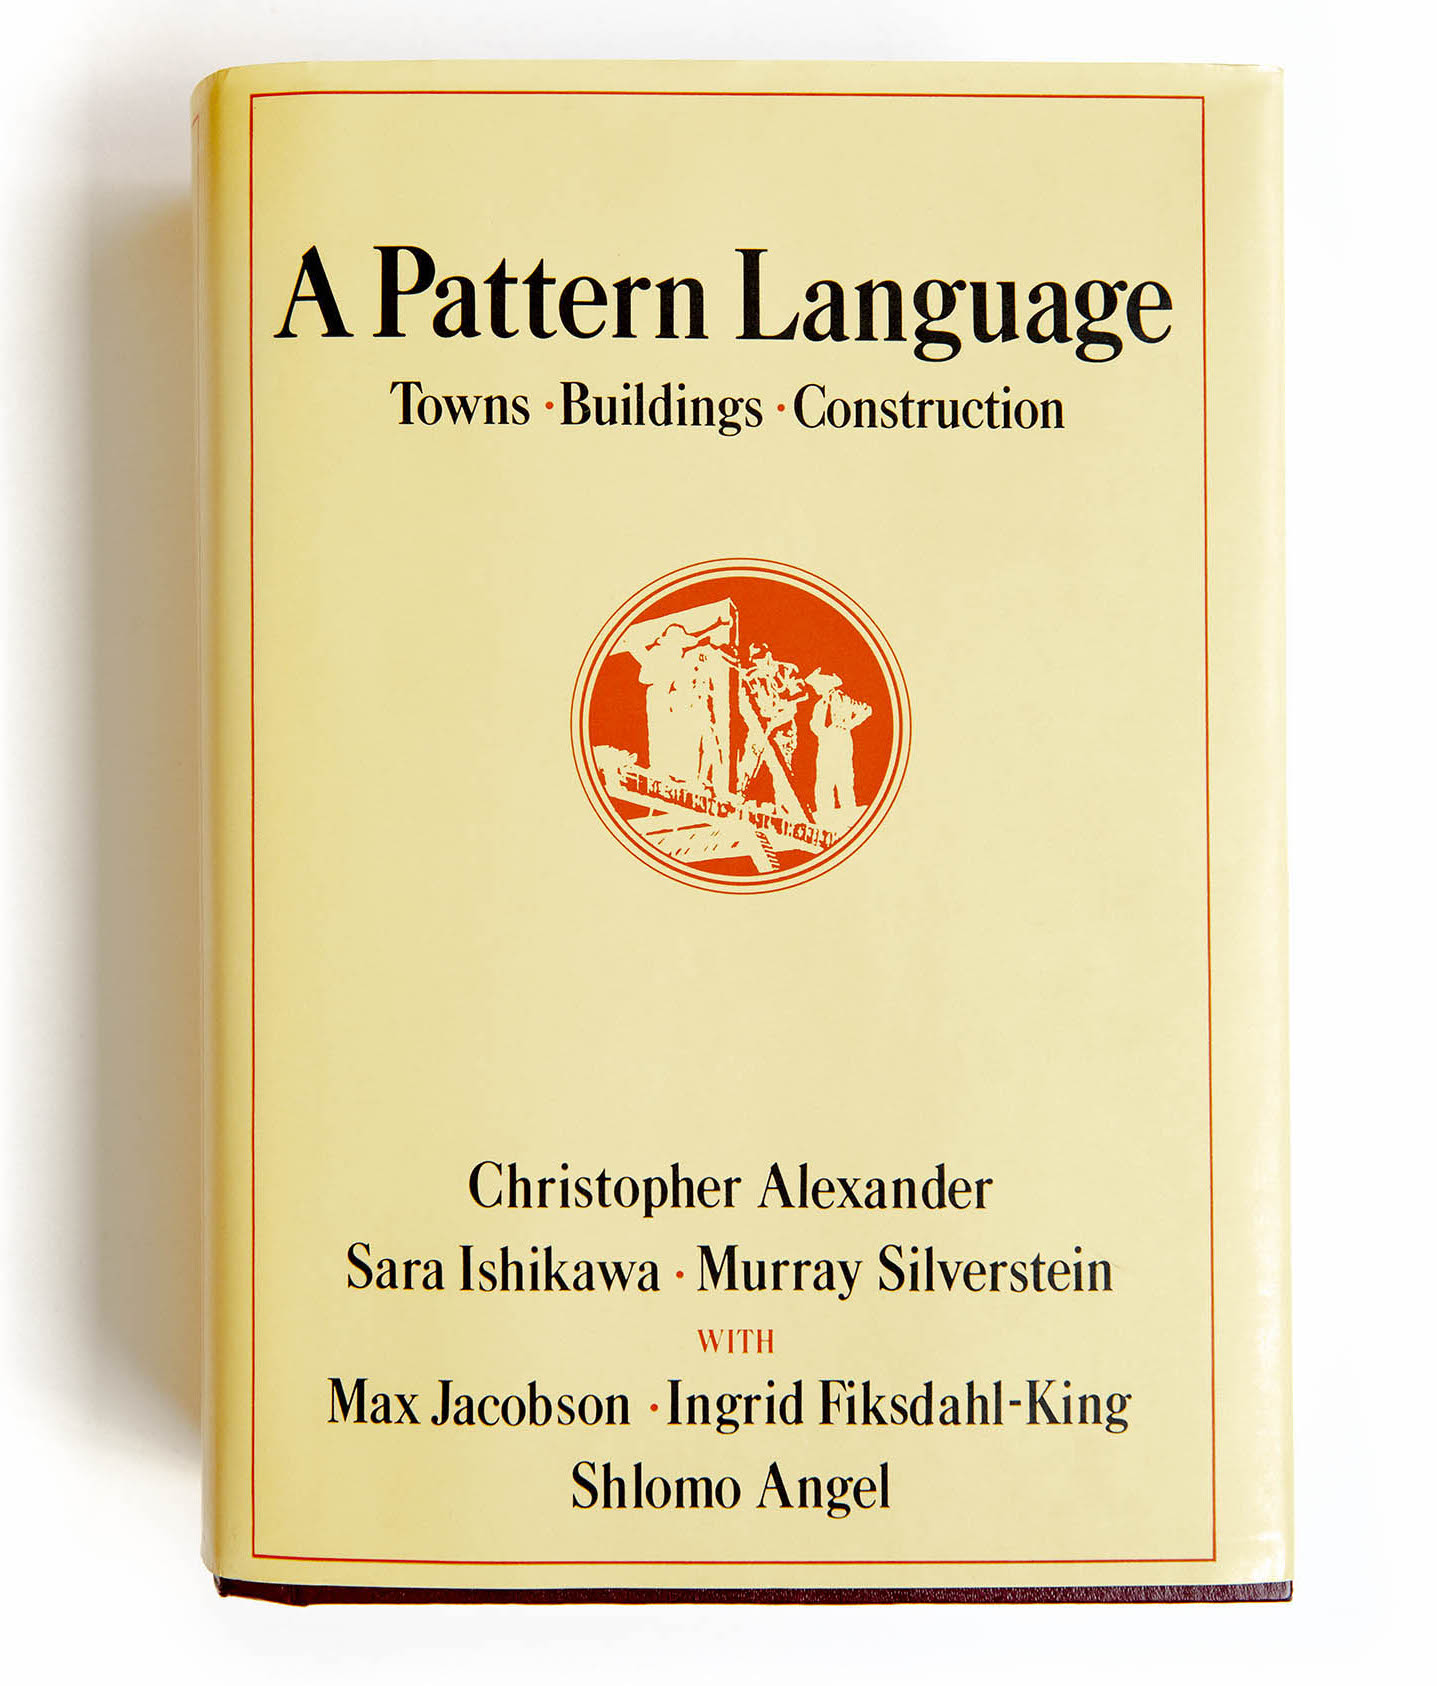 A Pattern Language
Towns · Buildings · Construction
Christopher Alexander
Sara Ishikawa · Murray Silverstein
WITH
Max Jacobson · Ingrid Fiksdahl-King
Shlomo Angel